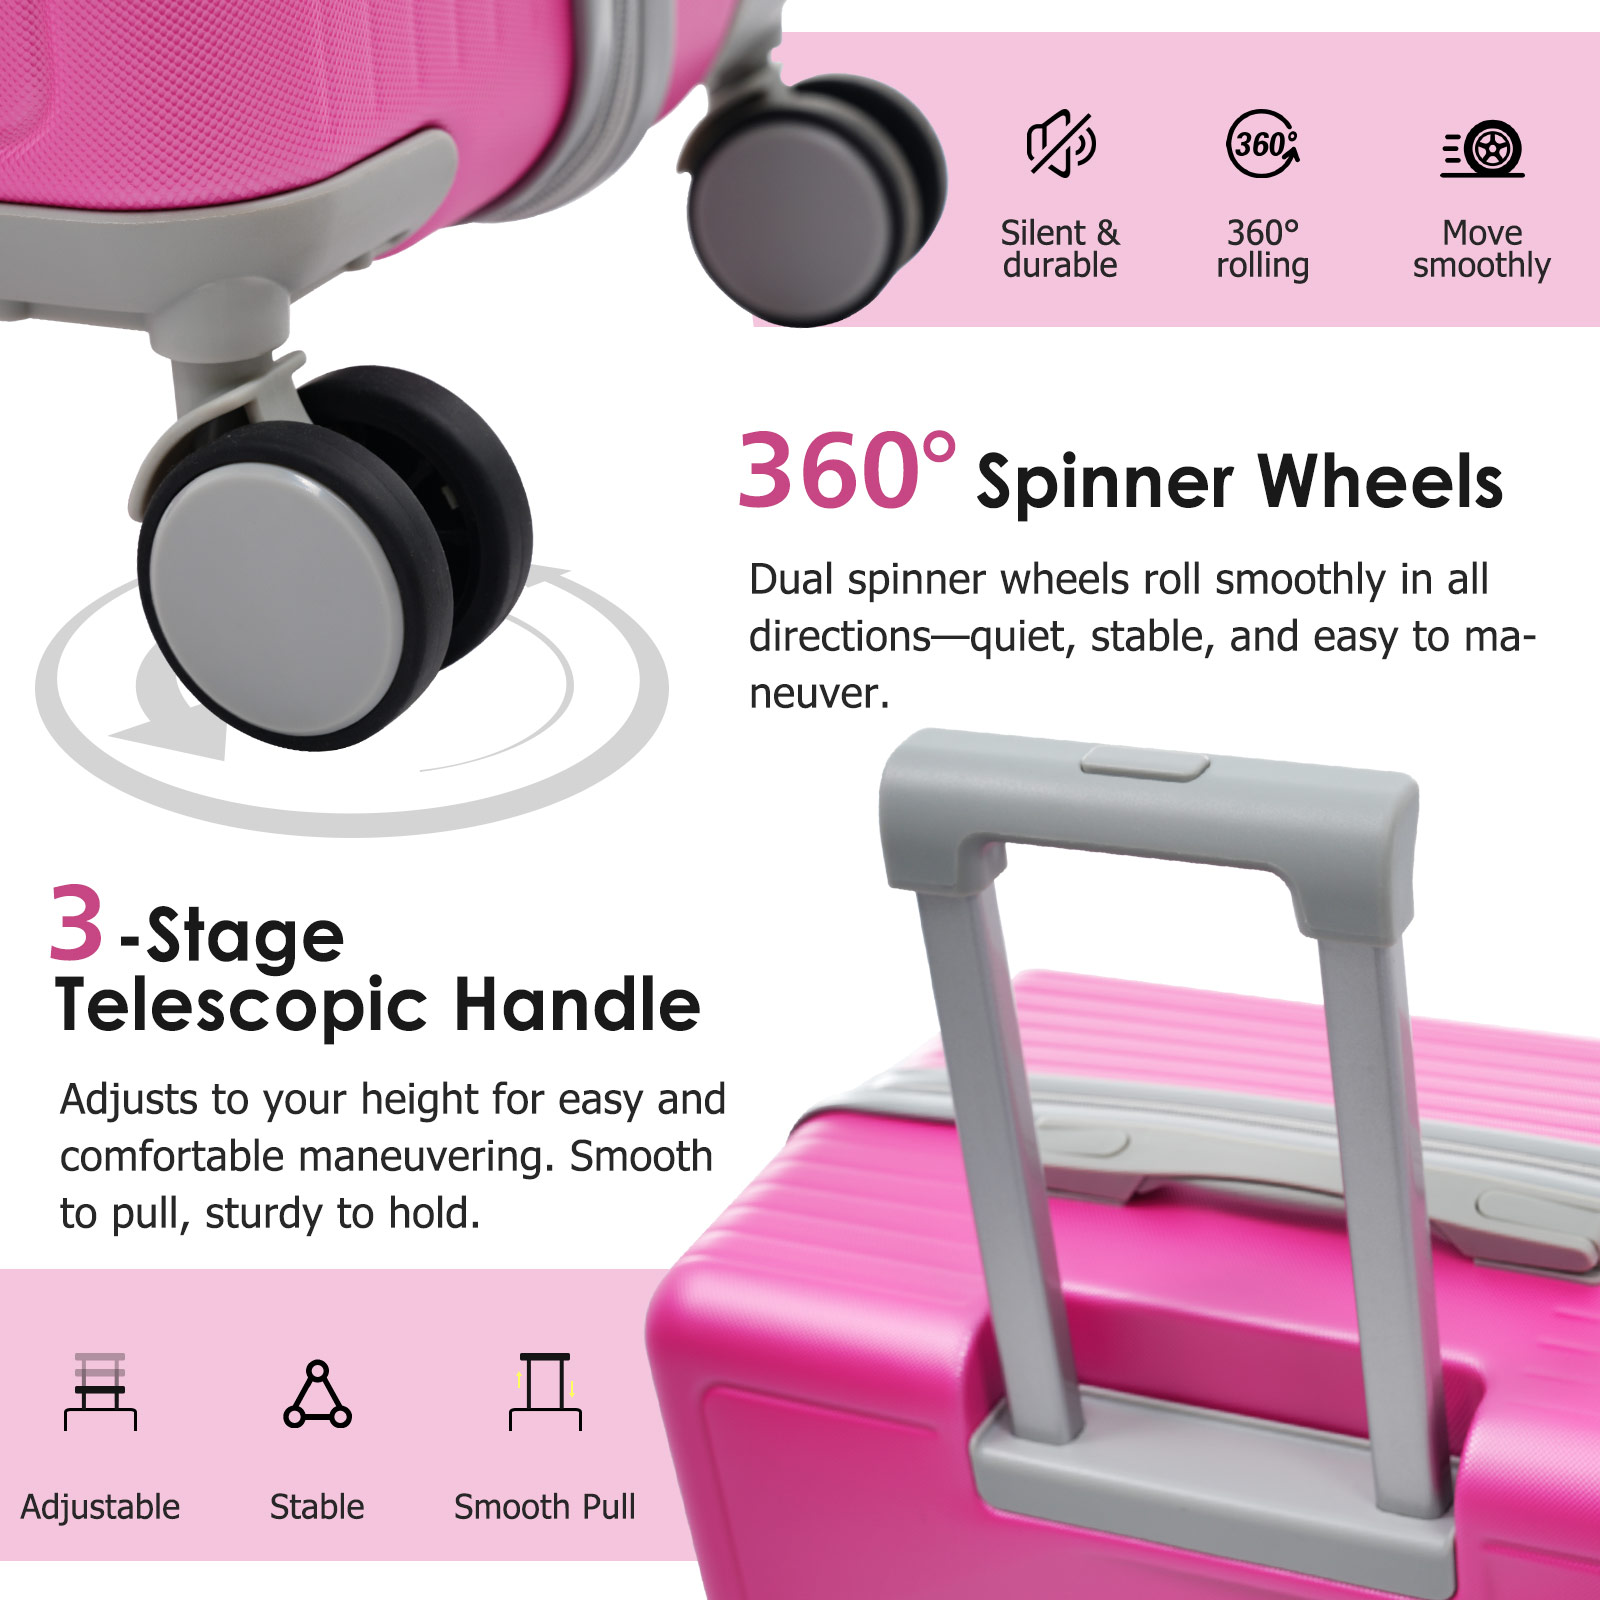 Silent &
durable
360°
360°
rolling
Move
smoothly
360° Spinner Wheels
Dual spinner wheels roll smoothly in all
directions—quiet, stable, and easy to ma-
neuver.
3-Stage
Telescopic Handle
Adjusts to your height for easy and
comfortable maneuvering. Smooth
to pull, sturdy to hold.
Adjustable
Stable
Smooth Pull